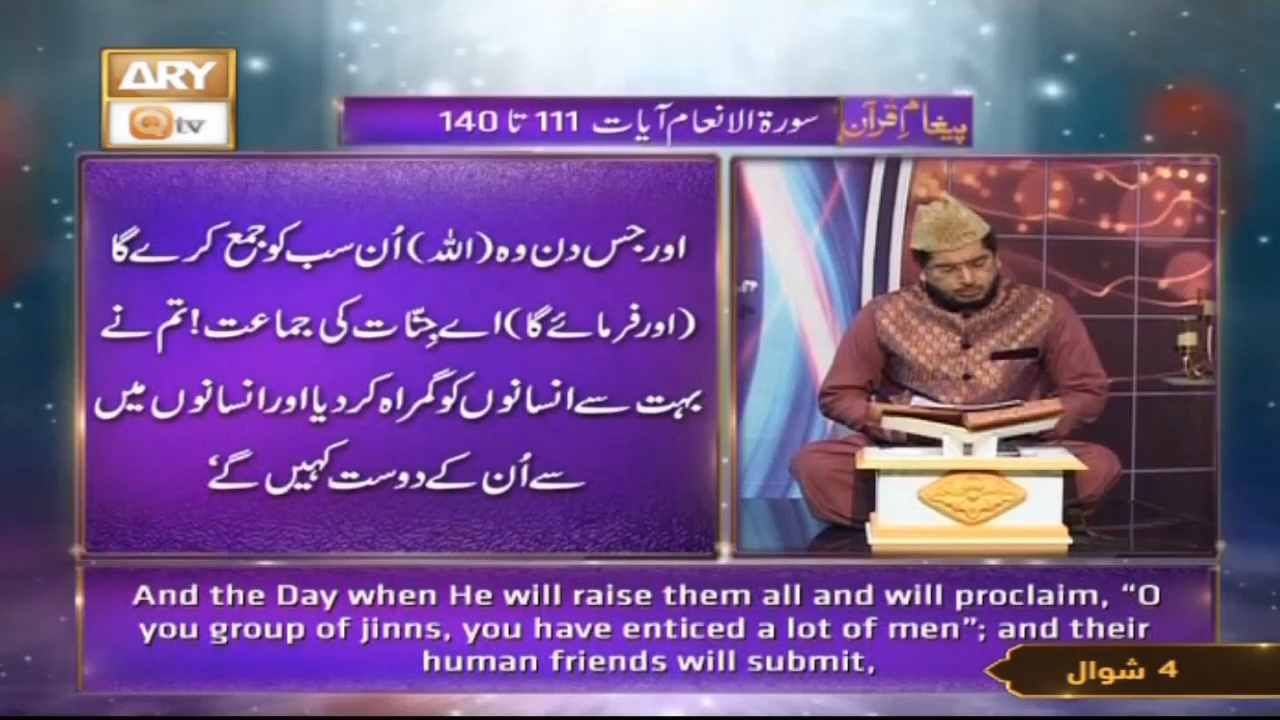 ARY
Qtv
پیغامِ قرآن
سورۃ الانعام آیات 111 تا 140
اور جس دن وہ (اللہ) اُن سب کو جمع کرے گا
(اور فرمائے گا) اے جِنّات کی جماعت! تم نے
بہت سے انسانوں کو گمراہ کر دیا اور انسانوں میں
سے اُن کے دوست کہیں گے‘
And the Day when He will raise them all and will proclaim, “O
you group of jinns, you have enticed a lot of men”; and their
human friends will submit,
4 شوال